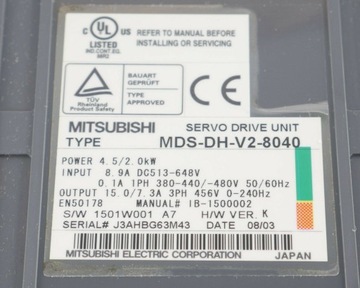 UL
LISTED
IND.CONT.EQ.
REFER TO MANUAL BEFORE
INSTALLING OR SERVICING
TÜV
Rheinland
Product Safety
BAUART
GEPRÜFT
TYPE
APPROVED
CE
MITSUBISHI SERVO DRIVE UNIT
TYPE MDS-DH-V2-8040
POWER 4.5/2.0kW
INPUT 8.9A DC513-648V
0.1A 1PH 380-440/-480V 50/60Hz
OUTPUT 15.0/7.3A 3PH 456V 0-240Hz
EN50178 MANUAL# IB-1500002
S/W 1501W001 A7 H/W VER. K
SERIAL# J3AHBG63M43 DATE 08/03
MITSUBISHI ELECTRIC CORPORATION JAPAN